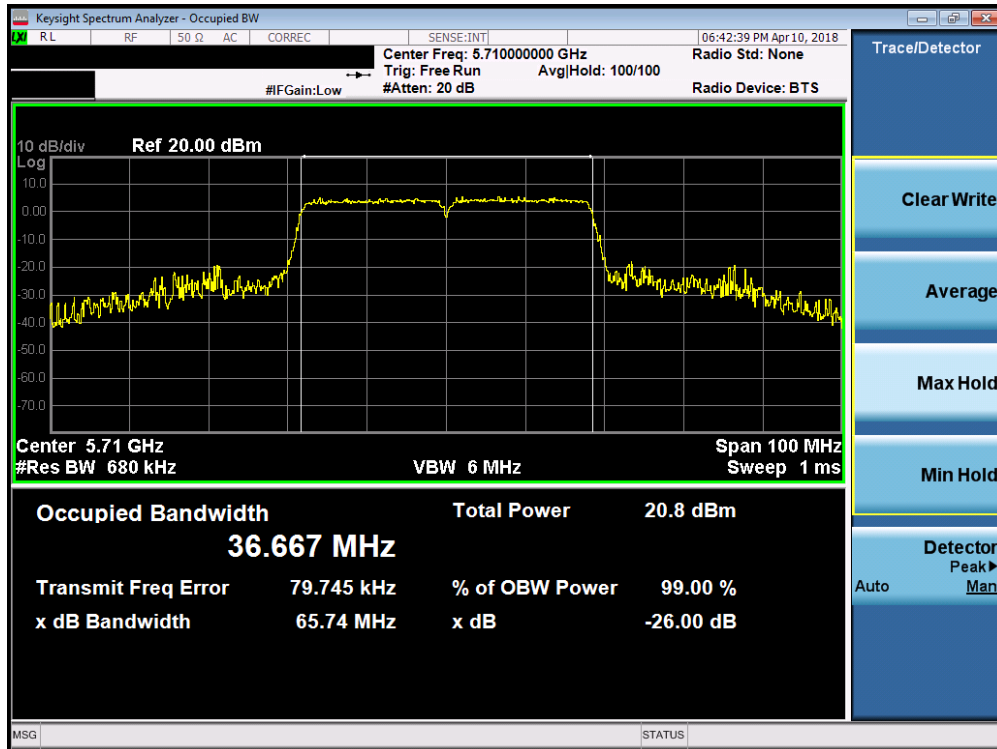 Keysight Spectrum Analyzer - Occupied BW
LXI RL RF 50 Ω AC CORREC SENSE:INT 06:42:39 PM Apr 10, 2018
Center Freq: 5.710000000 GHz Radio Std: None
Trig: Free Run Avg|Hold: 100/100
#IFGain:Low #Atten: 20 dB Radio Device: BTS
10 dB/div Ref 20.00 dBm
Log
10.0
0.00
-10.0
-20.0
-30.0
-40.0
-50.0
-60.0
-70.0
Center 5.71 GHz Span 100 MHz
#Res BW 680 kHz VBW 6 MHz Sweep 1 ms
Occupied Bandwidth Total Power 20.8 dBm
36.667 MHz
Transmit Freq Error 79.745 kHz % of OBW Power 99.00 %
x dB Bandwidth 65.74 MHz x dB -26.00 dB
MSG STATUS
Trace/Detector
Clear Write
Average
Max Hold
Min Hold
Detector
Peak▶
Auto Man